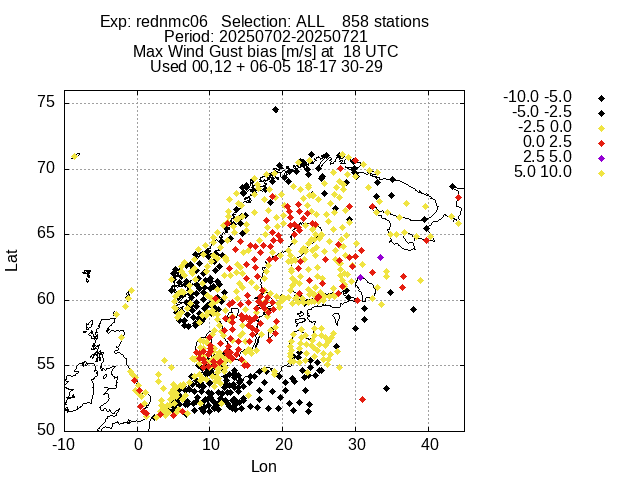 Exp: rednmc06 Selection: ALL 858 stations
Period: 20250702-20250721
Max Wind Gust bias [m/s] at 18 UTC
Used 00,12 + 06-05 18-17 30-29
-10.0 -5.0
-5.0 -2.5
-2.5 0.0
0.0 2.5
2.5 5.0
5.0 10.0
75
70
65
60
55
50
Lat
-10 0 10 20 30 40
Lon